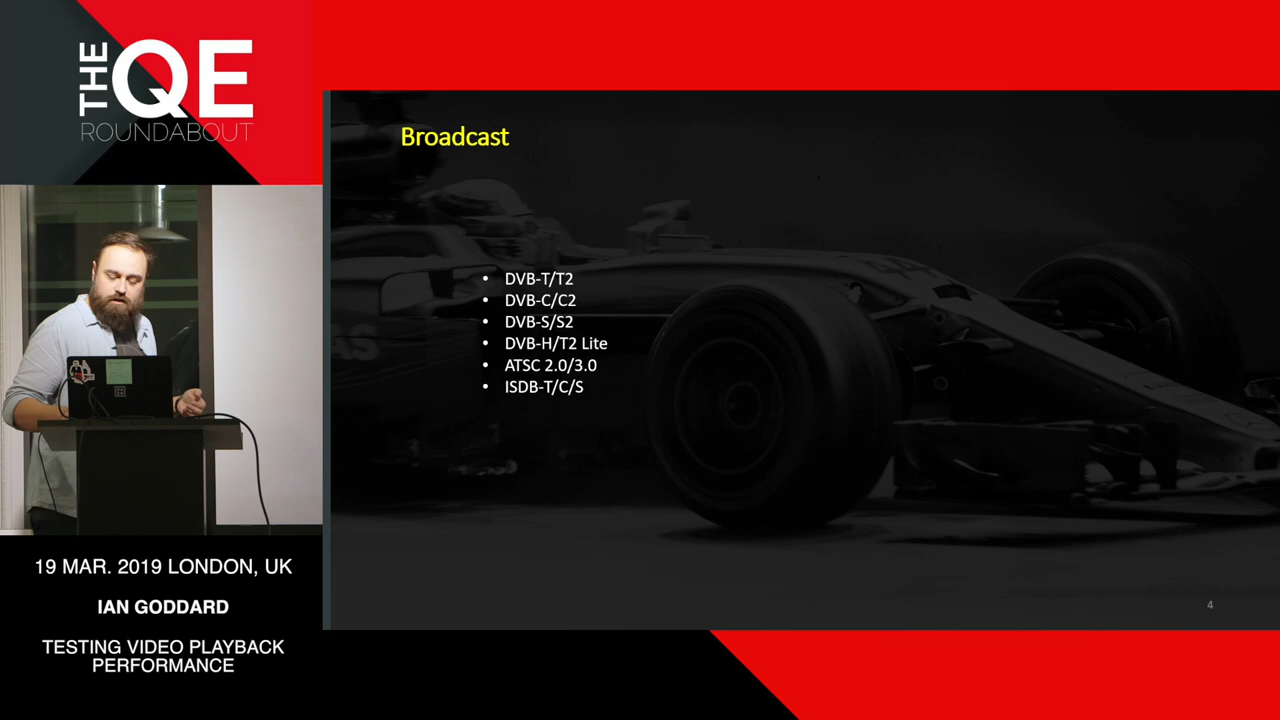 THE
QE
ROUNDABOUT
Broadcast
• DVB-T/T2
• DVB-C/C2
• DVB-S/S2
• DVB-H/T2 Lite
• ATSC 2.0/3.0
• ISDB-T/C/S
4
19 MAR. 2019 LONDON, UK
IAN GODDARD
TESTING VIDEO PLAYBACK
PERFORMANCE